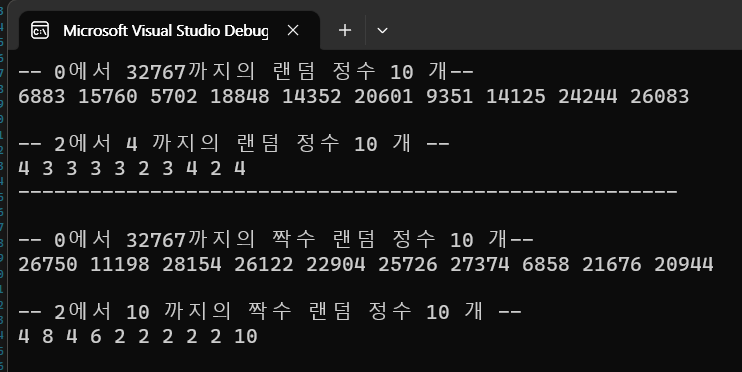 Microsoft Visual Studio Debug
-- 0에서 32767까지의 랜덤 정수 10 개--
6883 15760 5702 18848 14352 20601 9351 14125 24244 26083
-- 2에서 4 까지의 랜덤 정수 10 개 --
4 3 3 3 3 2 3 4 2 4
-------------------------------------------------------
-- 0에서 32767까지의 짝수 랜덤 정수 10 개--
26750 11198 28154 26122 22904 25726 27374 6858 21676 20944
-- 2에서 10 까지의 짝수 랜덤 정수 10 개 --
4 8 4 6 2 2 2 2 2 10